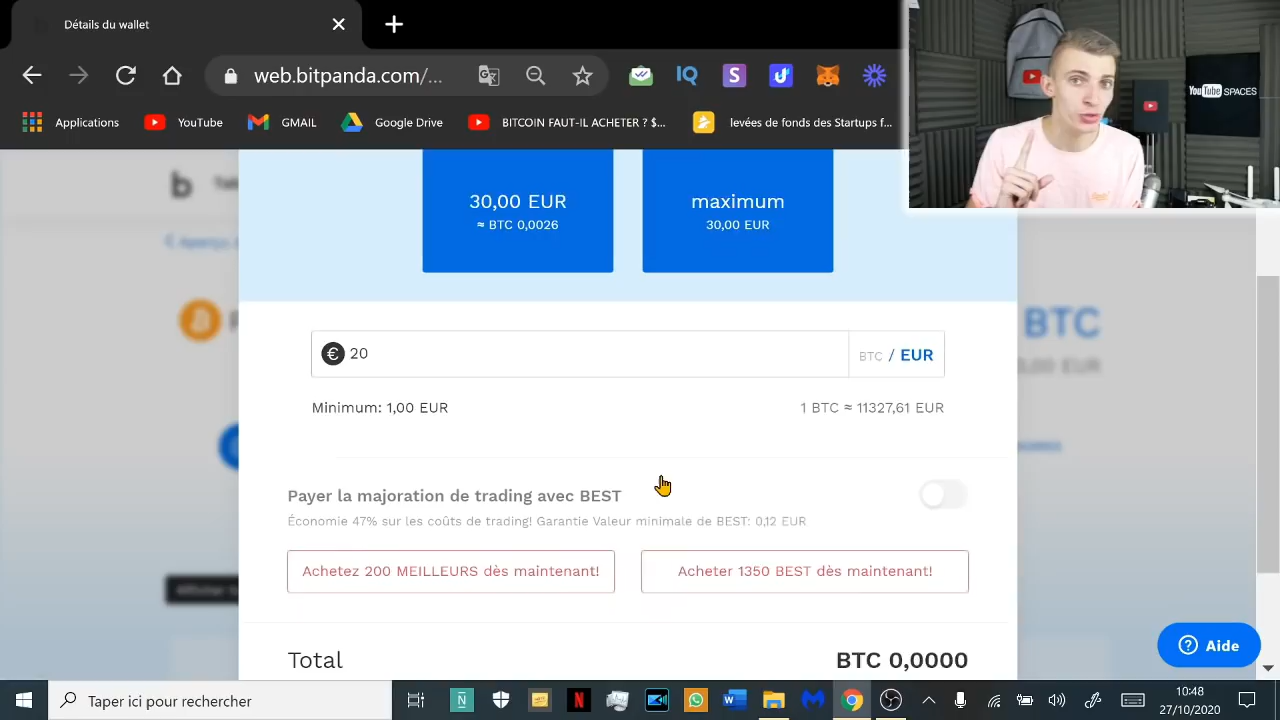 Détails du wallet
web.bitpanda.com/...
Applications
YouTube
GMAIL
Google Drive
BITCOIN FAUT-IL ACHETER ? $...
levées de fonds des Startups f...
YouTube SPACES
30,00 EUR
≈ BTC 0,0026
maximum
30,00 EUR
BTC
€ 20
BTC / EUR
Minimum: 1,00 EUR
1 BTC ≈ 11327,61 EUR
Payer la majoration de trading avec BEST
Économie 47% sur les coûts de trading! Garantie Valeur minimale de BEST: 0,12 EUR
Achetez 200 MEILLEURS dès maintenant!
Acheter 1350 BEST dès maintenant!
Total
BTC 0,0000
Aide
Taper ici pour rechercher
10:48
27/10/2020